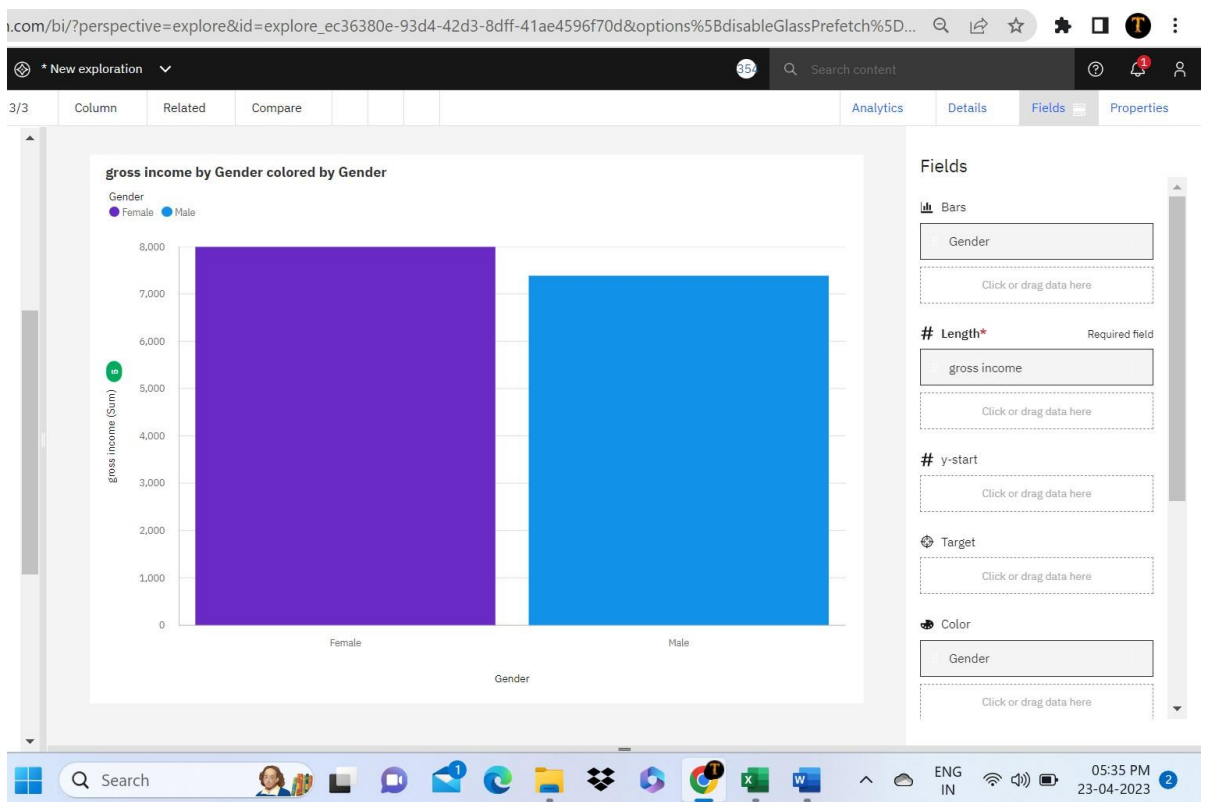 n.com/bi/?perspective=explore&id=explore_ec36380e-93d4-42d3-8dff-41ae4596f70d&options%5BdisableGlassPrefetch%5D...
T
* New exploration
354
Search content
1
3/3
Column
Related
Compare
Analytics
Details
Fields
Properties
gross income by Gender colored by Gender
Gender
Female
Male
8,000
7,000
6,000
5,000
4,000
3,000
2,000
1,000
0
gross income (Sum)
Female
Male
Gender
Fields
Bars
Gender
Click or drag data here
# Length*
Required field
gross income
Click or drag data here
# y-start
Click or drag data here
Target
Click or drag data here
Color
Gender
Click or drag data here
Search
1
T
X
W
ENG
IN
05:35 PM
23-04-2023
2